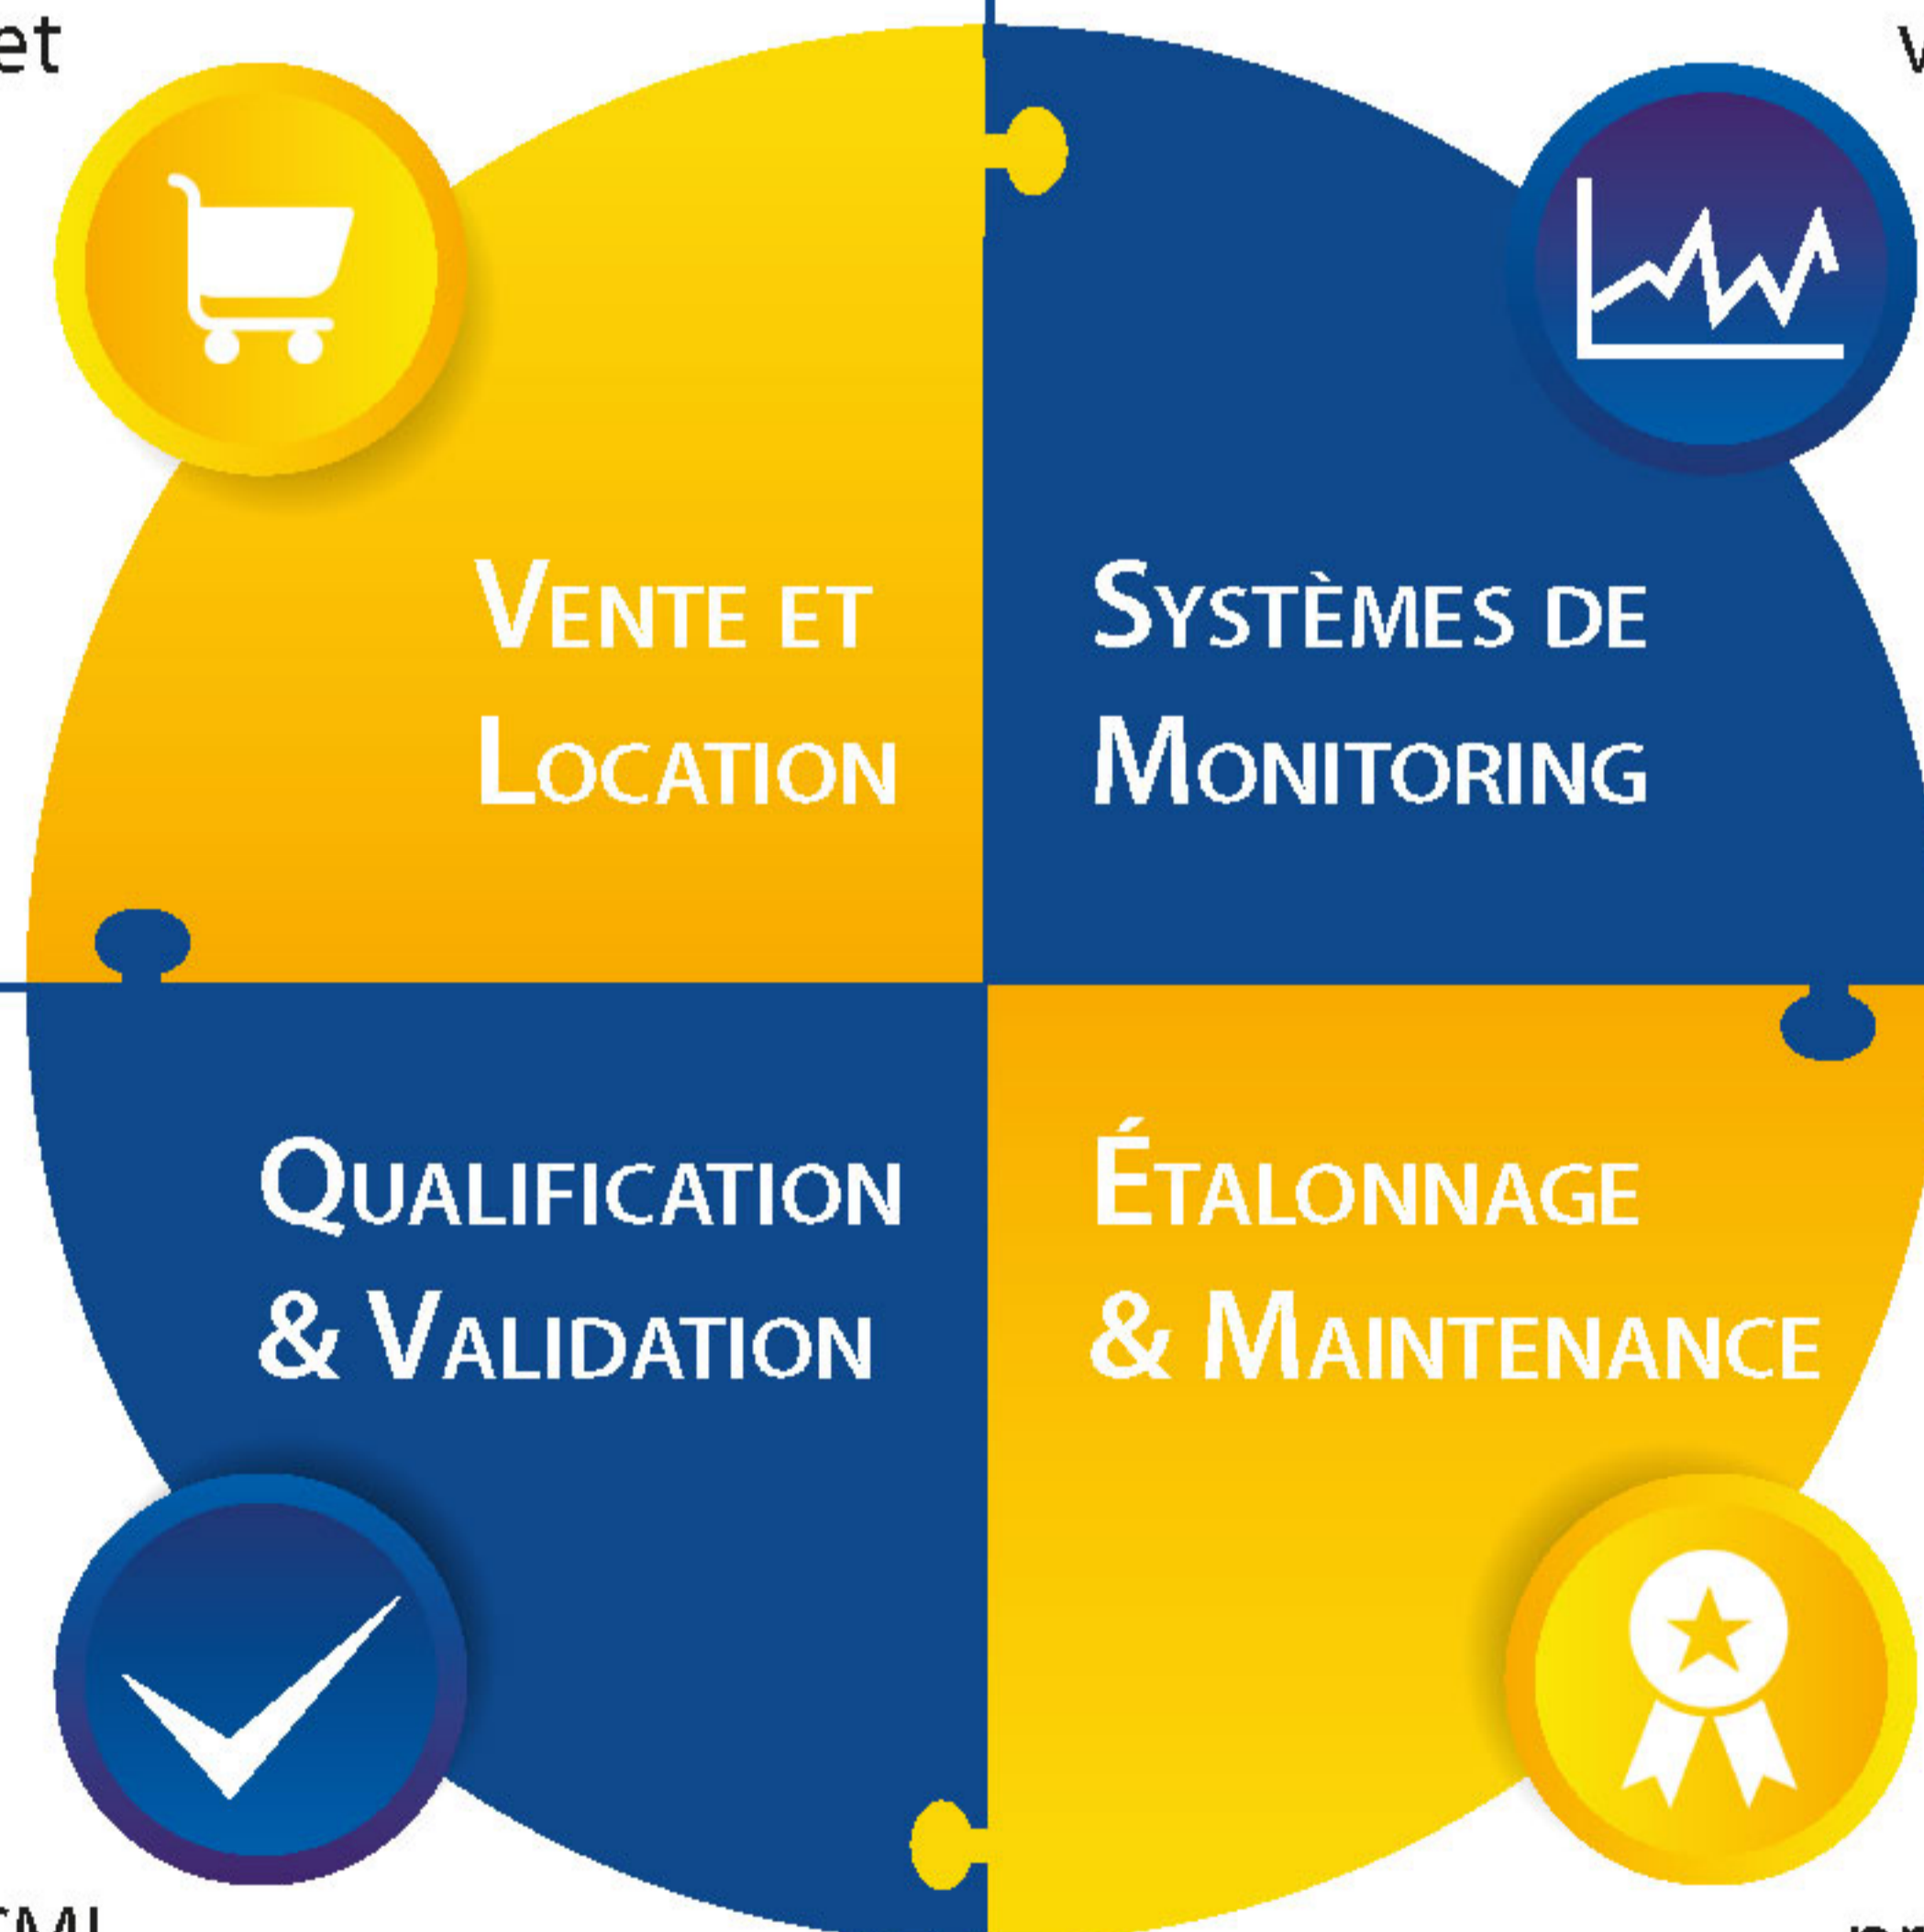 et
VENTE ET
LOCATION
SYSTÈMES DE
MONITORING
QUALIFICATION
& VALIDATION
ÉTALONNAGE
& MAINTENANCE